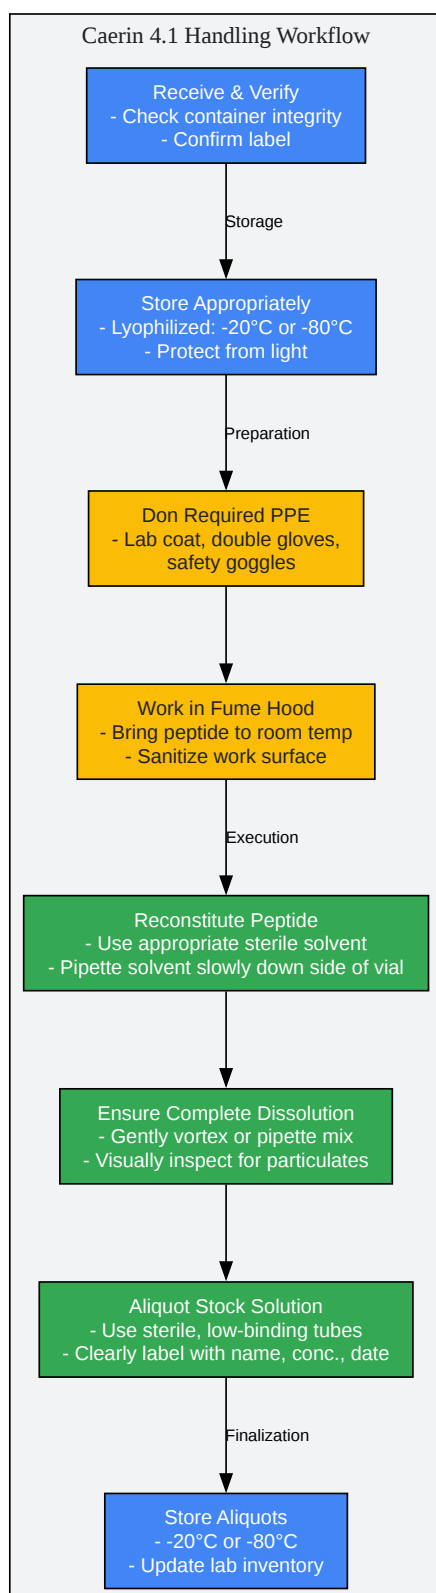 Caerin 4.1 Handling Workflow
Receive & Verify
- Check container integrity
- Confirm label
Storage
Store Appropriately
- Lyophilized: -20°C or -80°C
- Protect from light
Preparation
Don Required PPE
- Lab coat, double gloves,
safety goggles
Work in Fume Hood
- Bring peptide to room temp
- Sanitize work surface
Execution
Reconstitute Peptide
- Use appropriate sterile solvent
- Pipette solvent slowly down side of vial
Ensure Complete Dissolution
- Gently vortex or pipette mix
- Visually inspect for particulates
Aliquot Stock Solution
- Use sterile, low-binding tubes
- Clearly label with name, conc., date
Finalization
Store Aliquots
- -20°C or -80°C
- Update lab inventory